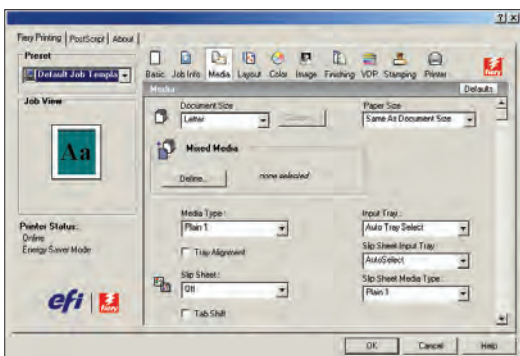 Fiery Printing PostScript About
Preset
Default Job Templa
Basic Job Info Media Layout Color Image Finishing VDP Stamping Printer
fiery
Media
Defaults
Job View
Aa
Document Size
Letter
Paper Size
Same As Document Size
Mixed Media
Define...
none selected
Media Type:
Plain 1
Input Tray:
Auto Tray Select
Tray Alignment
Slip Sheet Input Tray
AutoSelect
Slip Sheet:
Off
Slip Sheet Media Type:
Plain 1
Tab Shift
Printer Status:
Online
Energy Saver Mode
efi fiery
OK Cancel Help